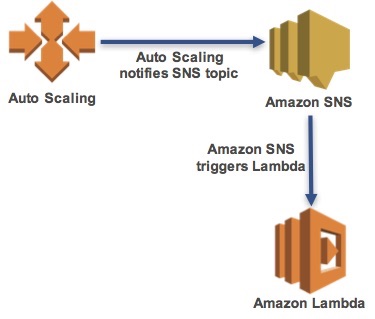 Auto Scaling
notifies SNS topic
Auto Scaling
Amazon SNS
Amazon SNS
triggers Lambda
Amazon Lambda